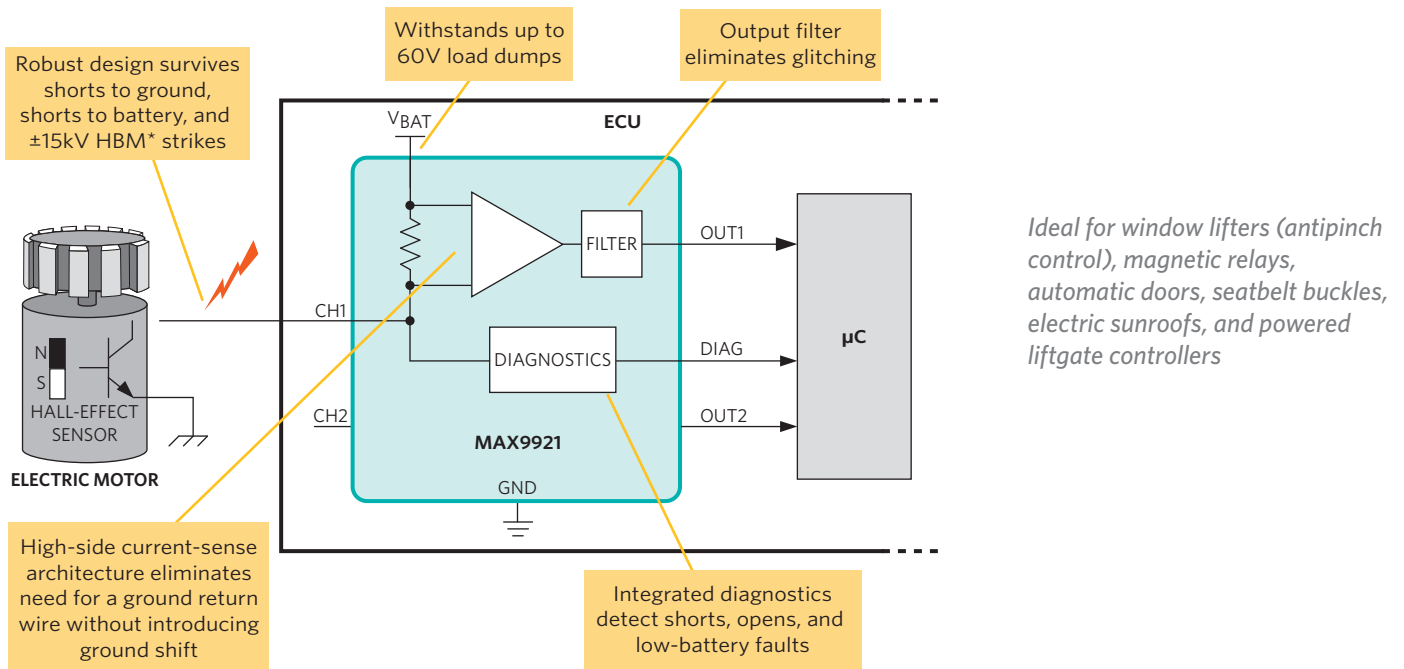 Withstands up to
60V load dumps
Output filter
eliminates glitching
Robust design survives
shorts to ground,
shorts to battery, and
±15kV HBM* strikes
VBAT
ECU
FILTER
OUT1
CH1
DIAGNOSTICS
DIAG
µC
N
S
HALL-EFFECT
SENSOR
CH2
OUT2
MAX9921
ELECTRIC MOTOR
GND
High-side current-sense
architecture eliminates
need for a ground return
wire without introducing
ground shift
Integrated diagnostics
detect shorts, opens, and
low-battery faults
Ideal for window lifters (antipinch
control), magnetic relays,
automatic doors, seatbelt buckles,
electric sunroofs, and powered
liftgate controllers